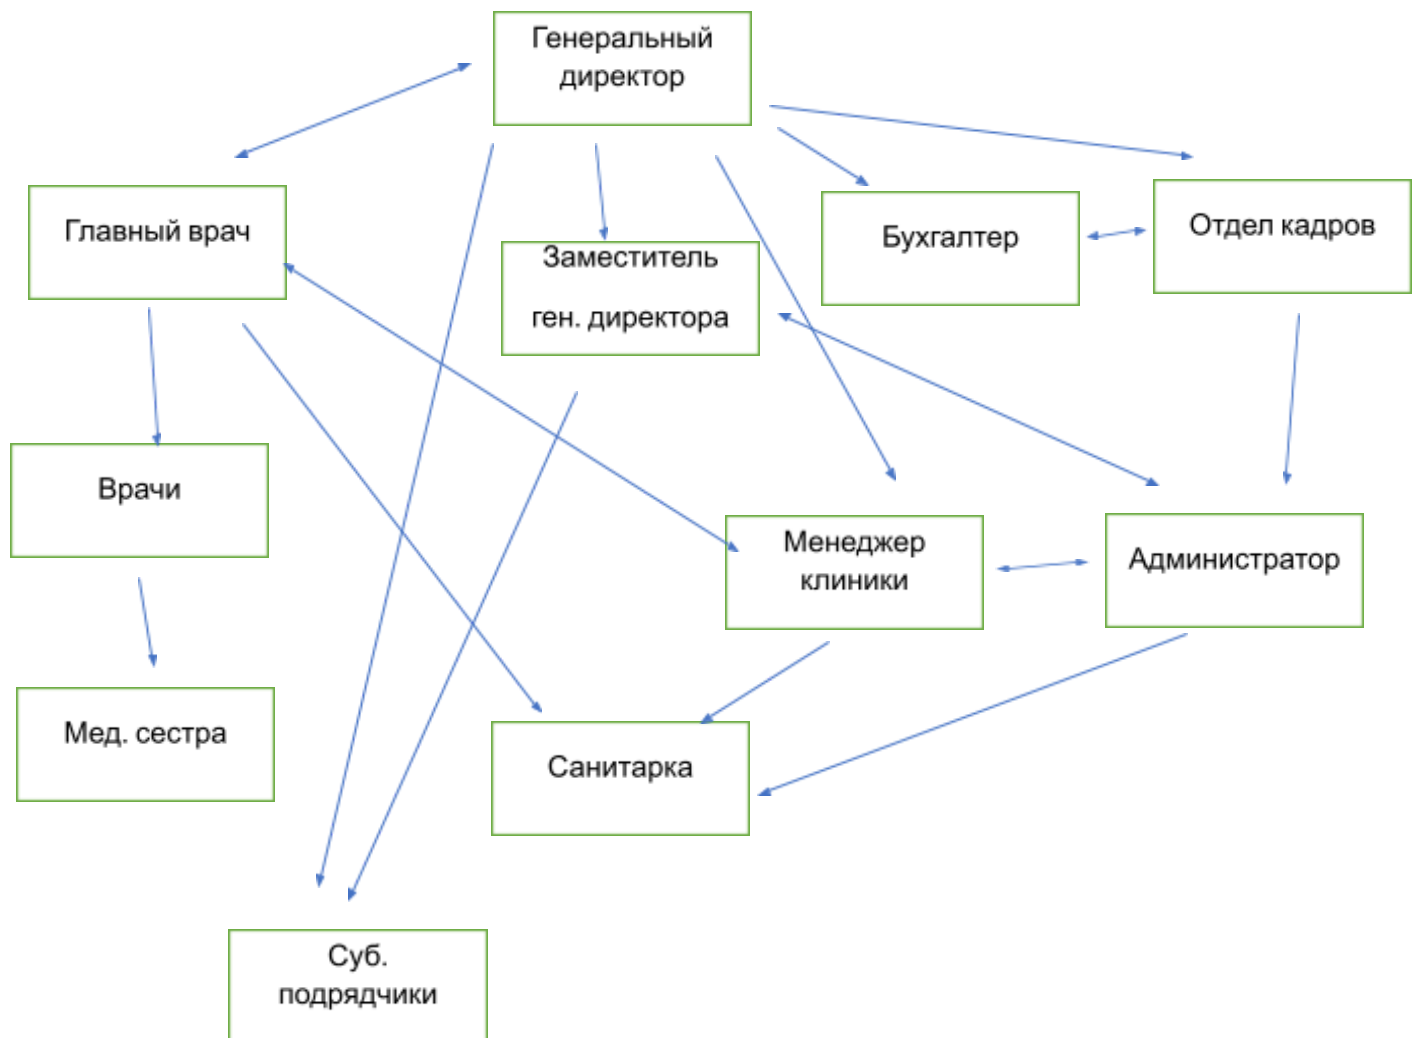 Генеральный
директор
Главный врач
Заместитель
ген. директора
Бухгалтер
Отдел кадров
Врачи
Менеджер
клиники
Администратор
Мед. сестра
Санитарка
Суб.
подрядчики